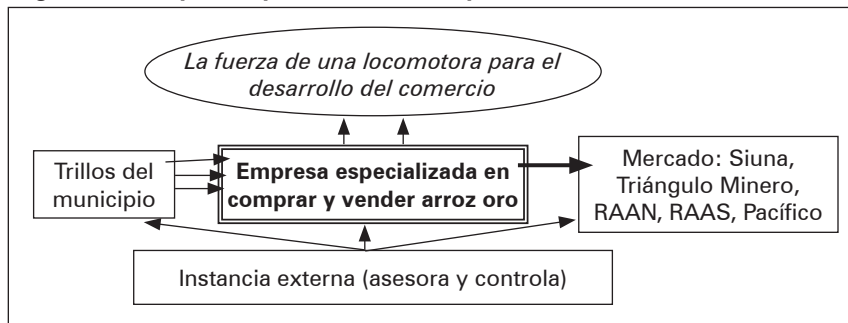 La fuerza de una locomotora para el
desarrollo del comercio
Trillos del
municipio
Empresa especializada en
comprar y vender arroz oro
Mercado: Siuna,
Triángulo Minero,
RAAN, RAAS, Pacífico
Instancia externa (asesora y controla)